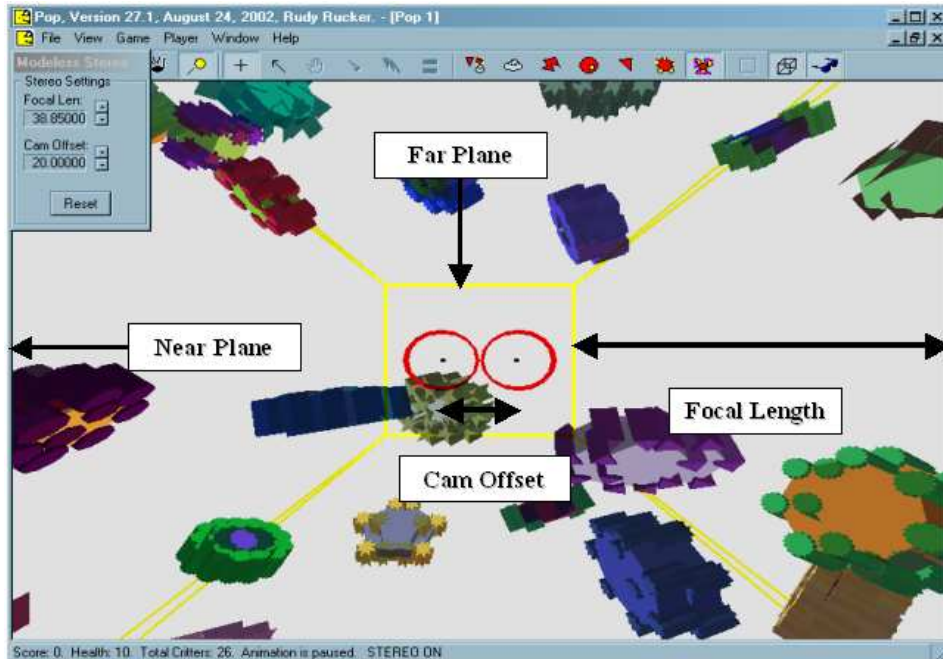 Pop, Version 27.1, August 24, 2002, Rudy Rucker. - [Pop 1]
File View Game Player Window Help
Modeless Stereo
Stereo Settings
Focal Len:
38.85000
Cam Offset:
20.00000
Reset
Far Plane
Near Plane
Focal Length
Cam Offset
Score: 0. Health: 10. Total Critters: 26. Animation is paused. STEREO ON